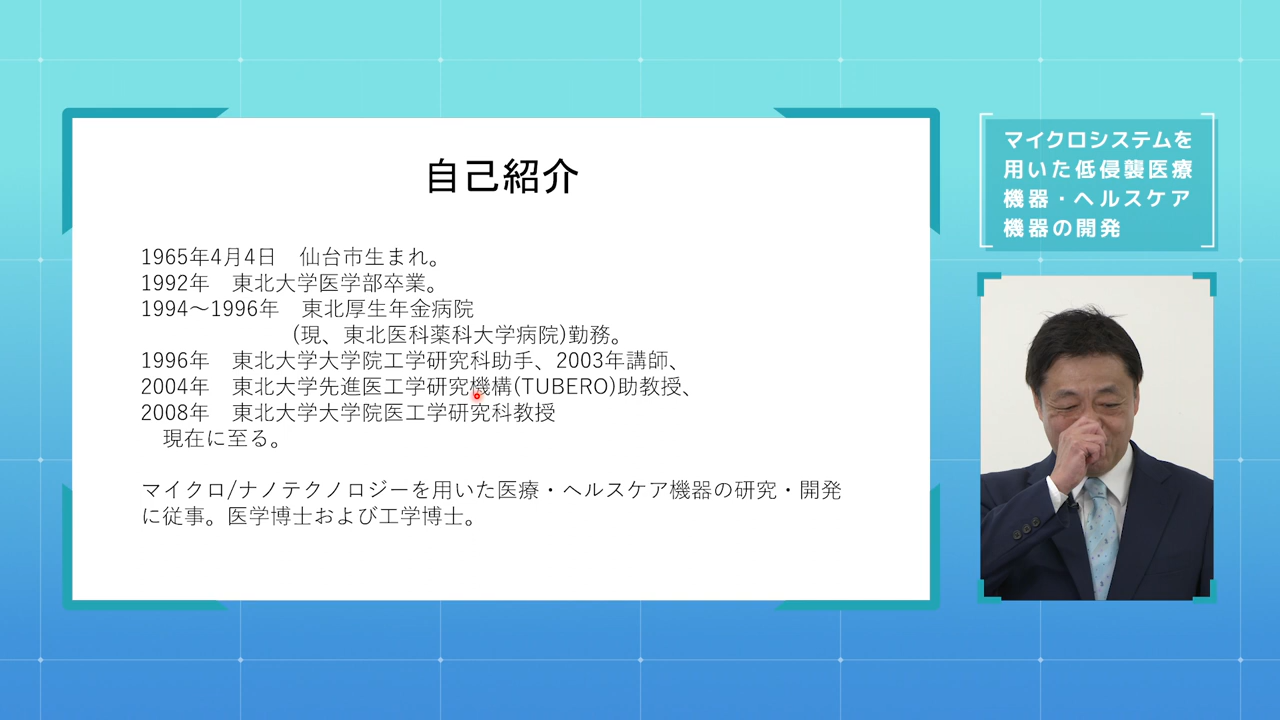 自己紹介
1965年4月4日　仙台市生まれ。
1992年　東北大学医学部卒業。
1994〜1996年　東北厚生年金病院
(現、東北医科薬科大学病院)勤務。
1996年　東北大学大学院工学研究科助手、2003年講師、
2004年　東北大学先進医工学研究機構(TUBERO)助教授、
2008年　東北大学大学院医工学研究科教授
現在に至る。
マイクロ/ナノテクノロジーを用いた医療・ヘルスケア機器の研究・開発
に従事。医学博士および工学博士。
マイクロシステムを
用いた低侵襲医療
機器・ヘルスケア
機器の開発